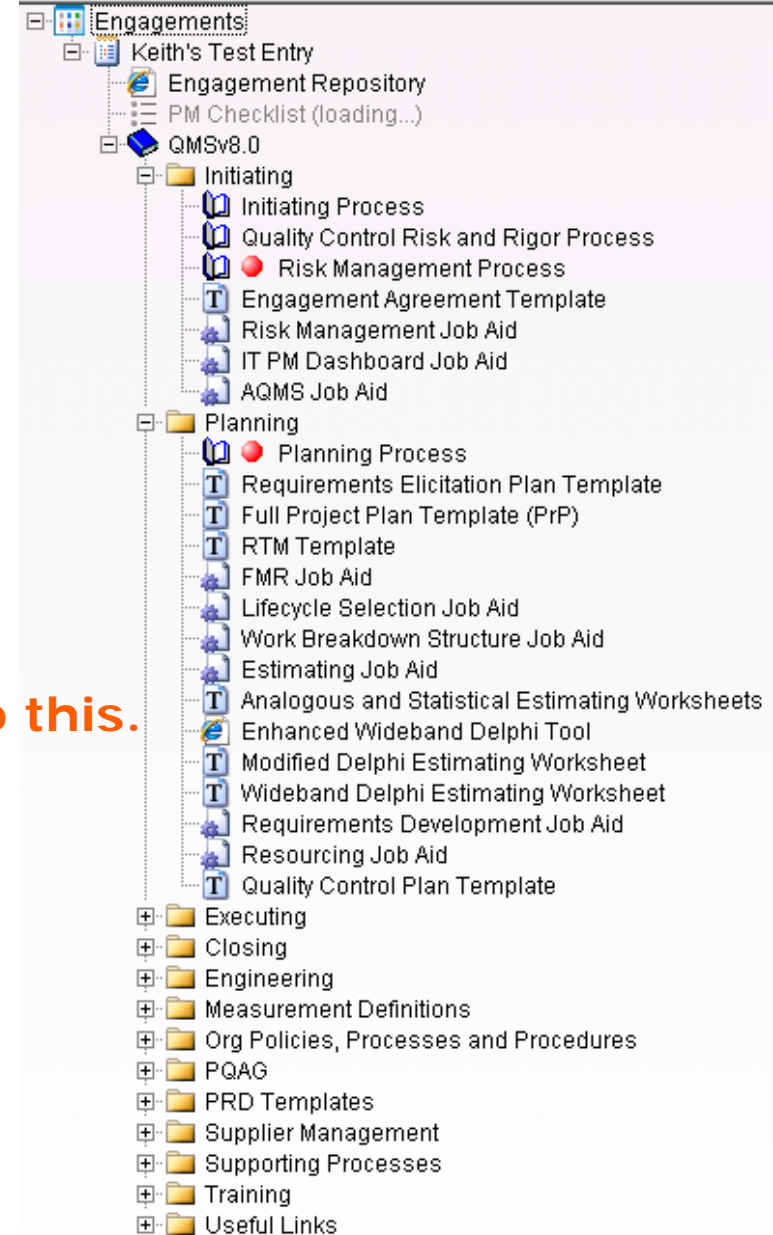 Engagements
Keith's Test Entry
Engagement Repository
PM Checklist (loading...)
QMSv8.0
Initiating
Initiating Process
Quality Control Risk and Rigor Process
Risk Management Process
T Engagement Agreement Template
Risk Management Job Aid
IT PM Dashboard Job Aid
AQMS Job Aid
Planning
Planning Process
T Requirements Elicitation Plan Template
T Full Project Plan Template (PrP)
T RTM Template
FMR Job Aid
Lifecycle Selection Job Aid
Work Breakdown Structure Job Aid
Estimating Job Aid
T Analogous and Statistical Estimating Worksheets
this.
Enhanced Wideband Delphi Tool
T Modified Delphi Estimating Worksheet
T Wideband Delphi Estimating Worksheet
Requirements Development Job Aid
Resourcing Job Aid
T Quality Control Plan Template
Executing
Closing
Engineering
Measurement Definitions
Org Policies, Processes and Procedures
PQAG
PRD Templates
Supplier Management
Supporting Processes
Training
Useful Links